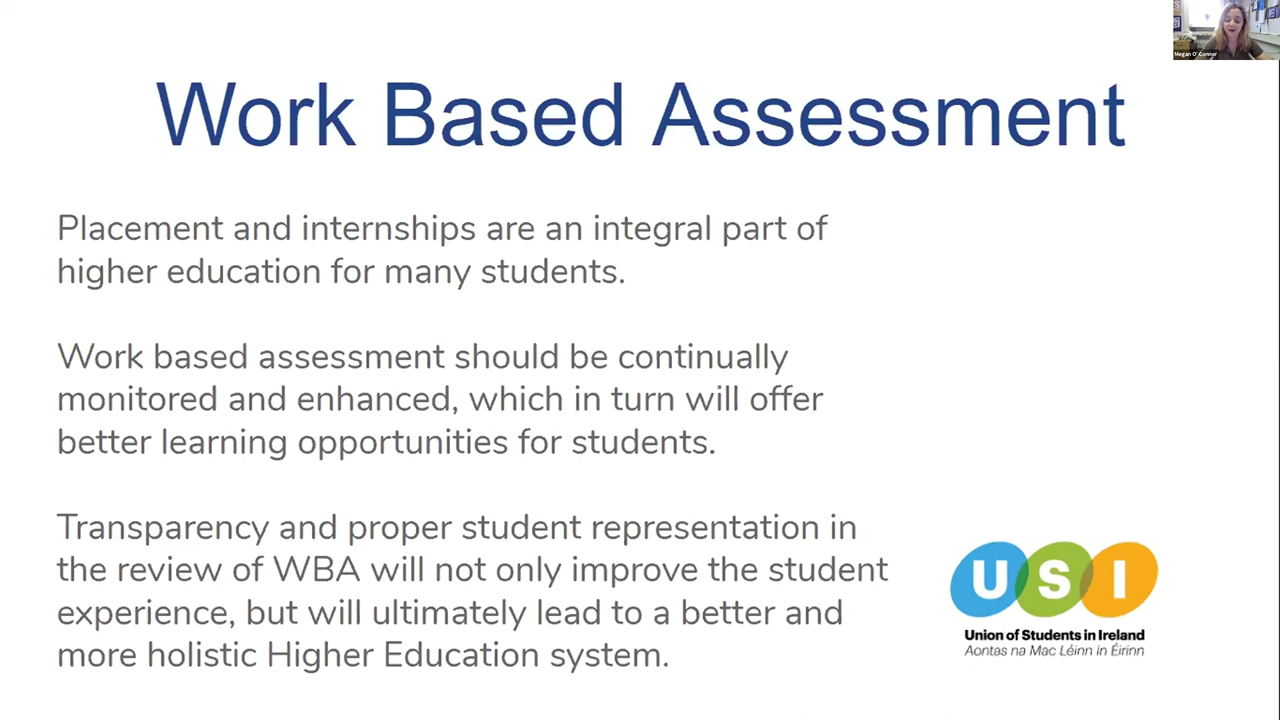 Megan O' Connor
Work Based Assessment
Placement and internships are an integral part of
higher education for many students.
Work based assessment should be continually
monitored and enhanced, which in turn will offer
better learning opportunities for students.
Transparency and proper student representation in
the review of WBA will not only improve the student
experience, but will ultimately lead to a better and
more holistic Higher Education system.
USI
Union of Students in Ireland
Aontas na Mac Léinn in Éirinn